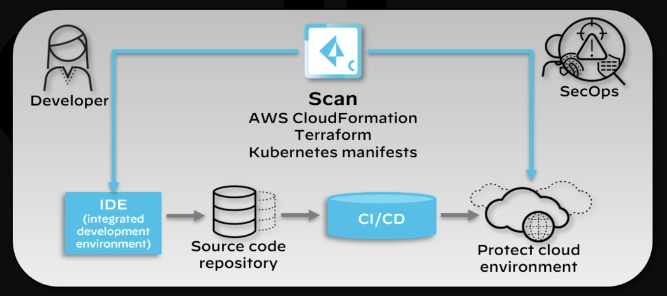 Developer
C
SecOps
Scan
AWS CloudFormation
Terraform
Kubernetes manifests
IDE
(integrated
development
environment)
Source code
repository
CI/CD
Protect cloud
environment